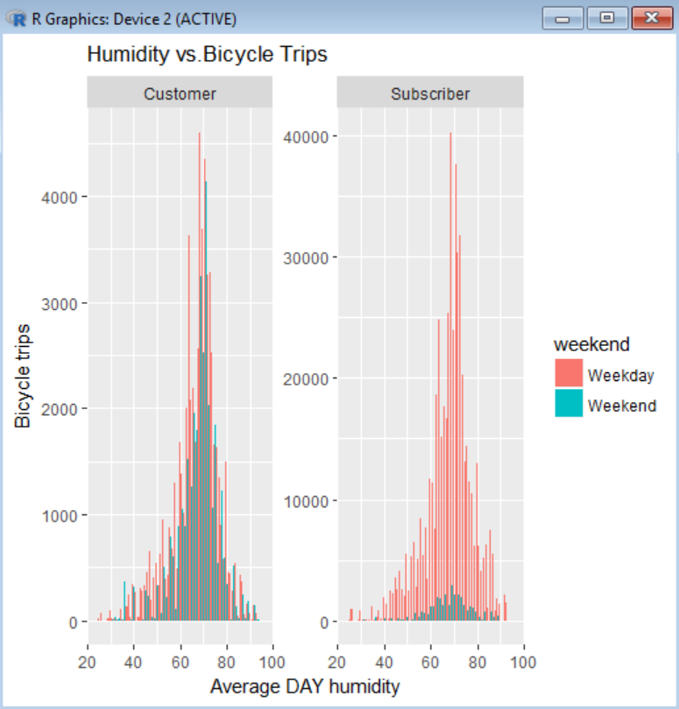 R Graphics: Device 2 (ACTIVE)
Humidity vs.Bicycle Trips
Customer
Subscriber
4000
3000
2000
1000
0
40000
30000
20000
10000
0
20 40 60 80 100
20 40 60 80 100
Bicycle trips
Average DAY humidity
weekend
Weekday
Weekend